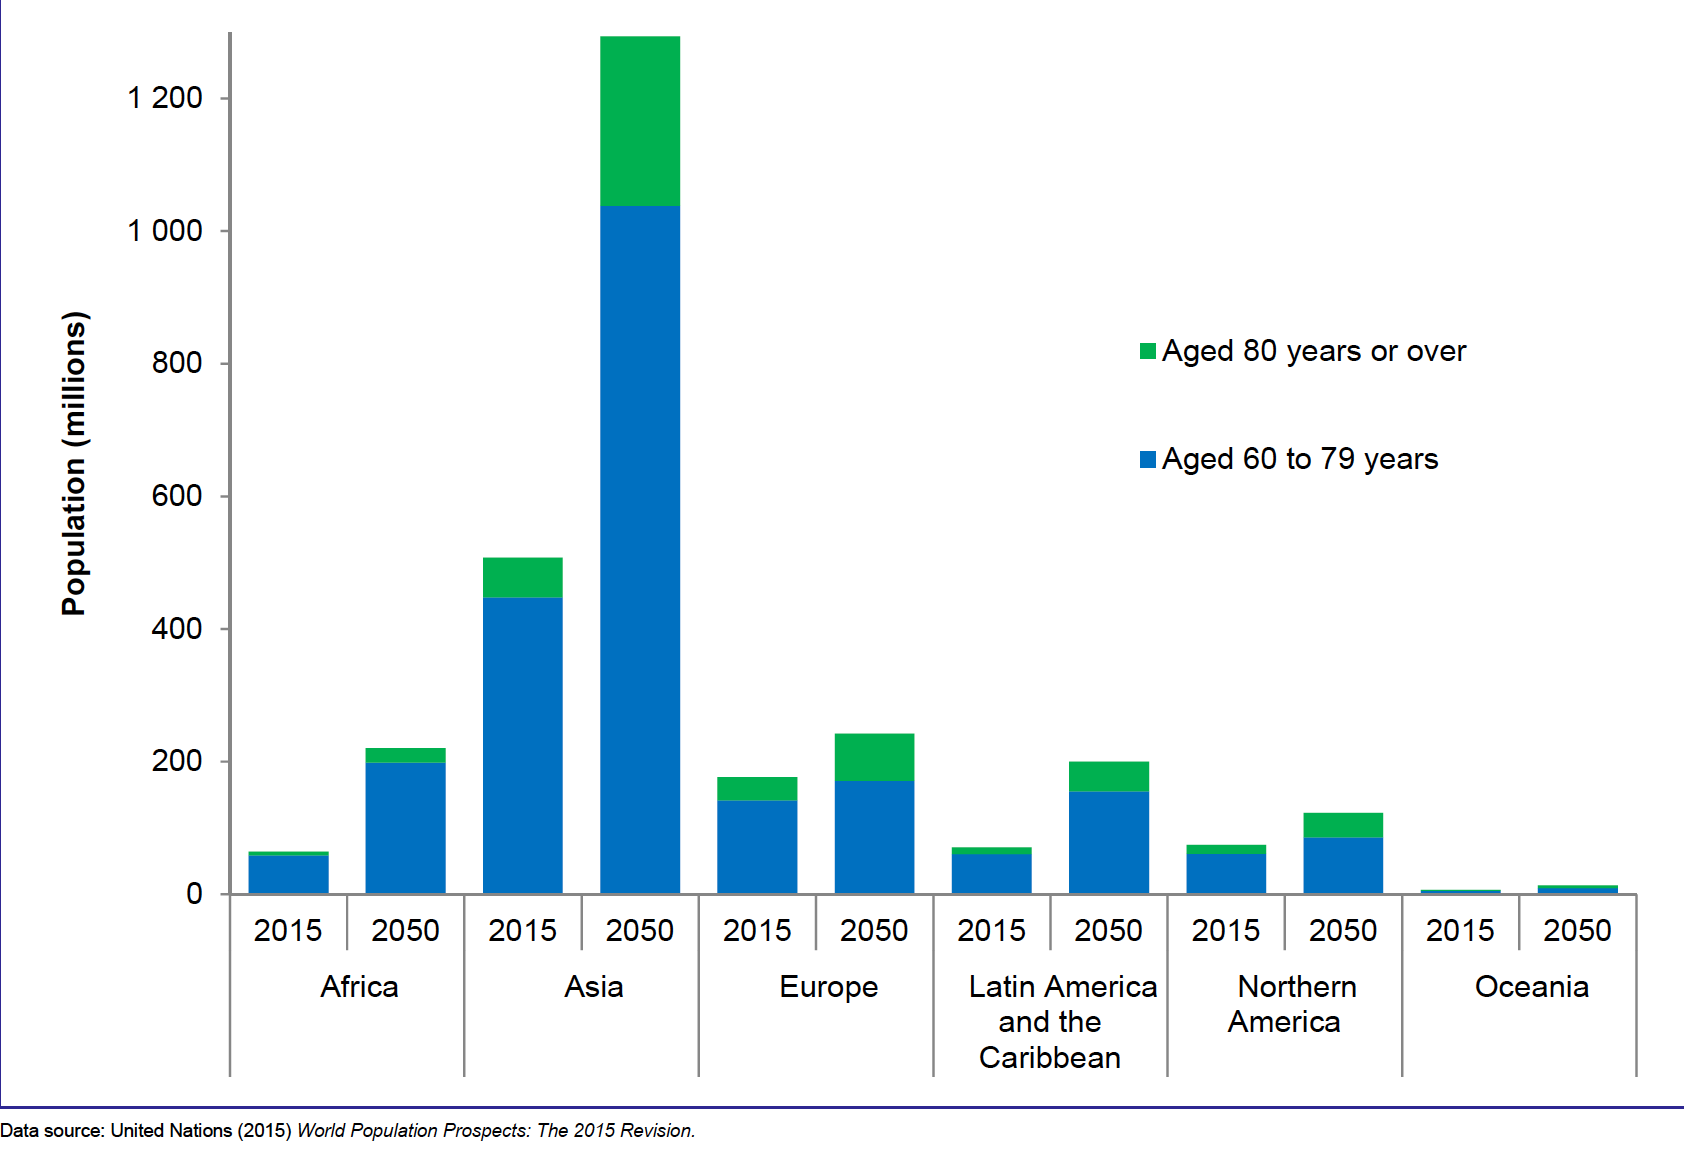 1 200
1 000
800
600
400
200
0
Population (millions)
Aged 80 years or over
Aged 60 to 79 years
2015 2050 2015 2050 2015 2050 2015 2050 2015 2050 2015 2050
Africa Asia Europe Latin America Northern Oceania
and the America
Caribbean
Data source: United Nations (2015) World Population Prospects: The 2015 Revision.